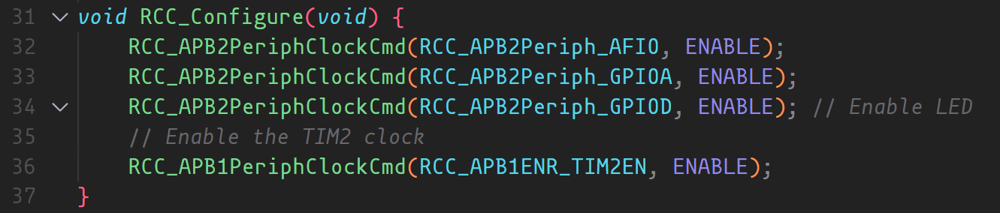 31 void RCC_Configure(void) {
32 RCC_APB2PeriphClockCmd(RCC_APB2Periph_AFIO, ENABLE);
33 RCC_APB2PeriphClockCmd(RCC_APB2Periph_GPIOA, ENABLE);
34 RCC_APB2PeriphClockCmd(RCC_APB2Periph_GPIOD, ENABLE); // Enable LED
35 // Enable the TIM2 clock
36 RCC_APB1PeriphClockCmd(RCC_APB1ENR_TIM2EN, ENABLE);
37 }